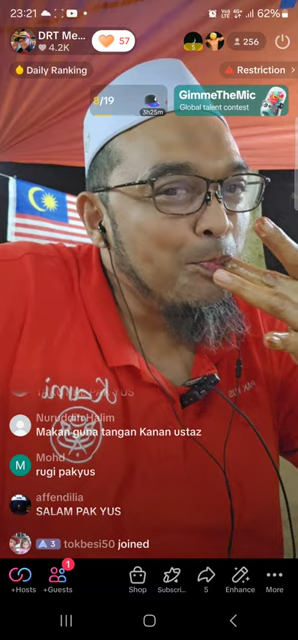 23:21
62%
DRT Me...
4.2K
57
256
Daily Ranking
Restriction >
8/19
3h25m
GimmeTheMic
Global talent contest
Kami
NuruddinHalim
Makan guna tangan Kanan ustaz
Mohd
rugi pakyus
affendilia
SALAM PAK YUS
3 tokbesi50 joined
1
+Hosts
+Guests
Shop
Subscri...
5
Enhance
More